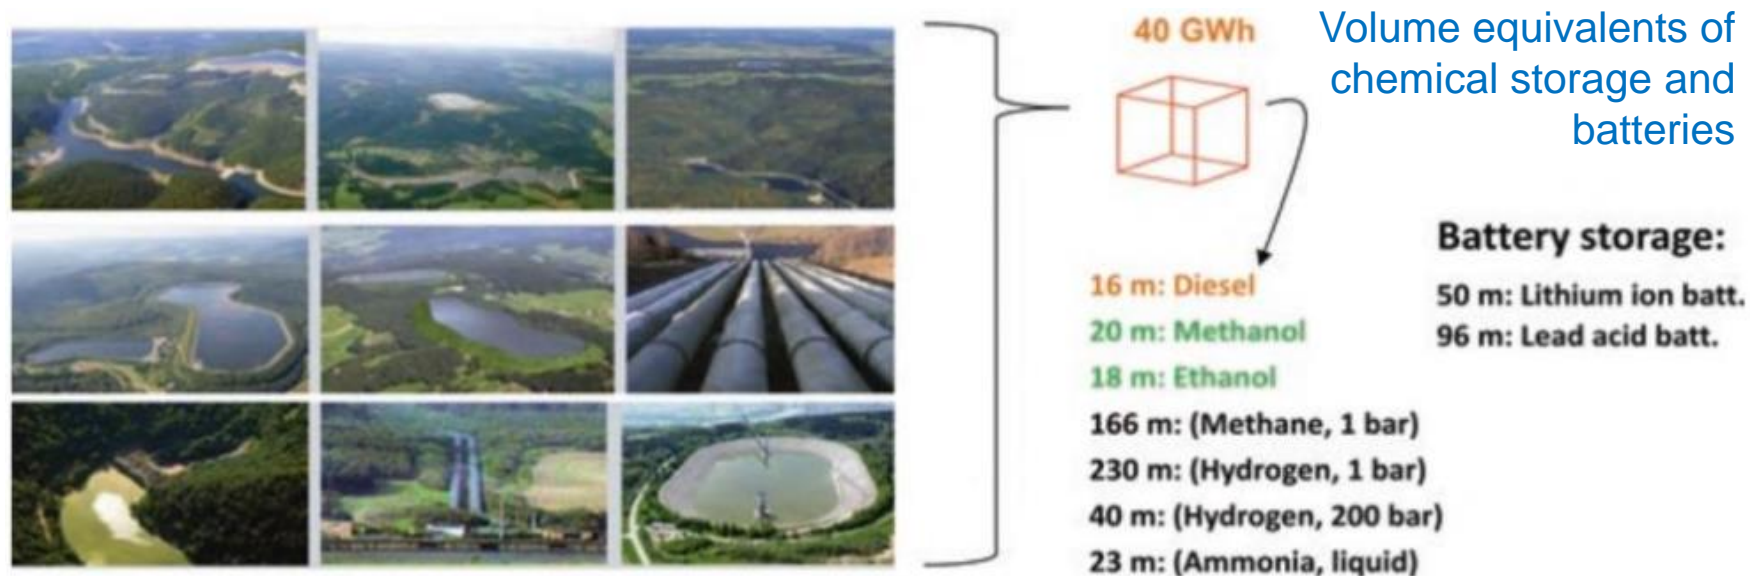 40 GWh
Volume equivalents of
chemical storage and
batteries
16 m: Diesel
20 m: Methanol
18 m: Ethanol
166 m: (Methane, 1 bar)
230 m: (Hydrogen, 1 bar)
40 m: (Hydrogen, 200 bar)
23 m: (Ammonia, liquid)
Battery storage:
50 m: Lithium ion batt.
96 m: Lead acid batt.